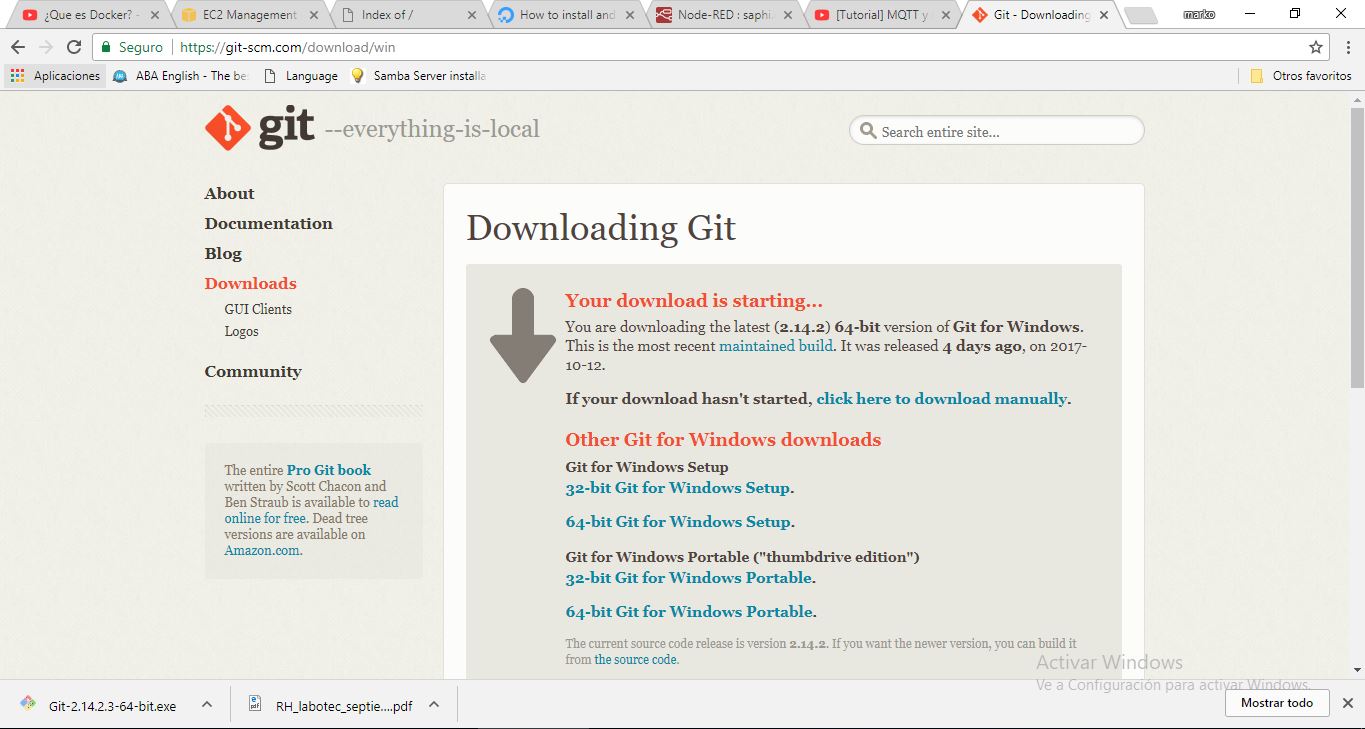 ¿Que es Docker? -
EC2 Management
Index of /
How to install and
Node-RED : saphi
[Tutorial] MQTT y
Git - Downloading
marko
Seguro
https://git-scm.com/download/win
Aplicaciones
ABA English - The be
Language
Samba Server installa
Otros favoritos
git --everything-is-local
Search entire site...
About
Documentation
Blog
Downloads
GUI Clients
Logos
Community
The entire Pro Git book
written by Scott Chacon and
Ben Straub is available to read
online for free. Dead tree
versions are available on
Amazon.com.
Downloading Git
Your download is starting...
You are downloading the latest (2.14.2) 64-bit version of Git for Windows.
This is the most recent maintained build. It was released 4 days ago, on 2017-
10-12.
If your download hasn't started, click here to download manually.
Other Git for Windows downloads
Git for Windows Setup
32-bit Git for Windows Setup.
64-bit Git for Windows Setup.
Git for Windows Portable ("thumbdrive edition")
32-bit Git for Windows Portable.
64-bit Git for Windows Portable.
The current source code release is version 2.14.2. If you want the newer version, you can build it
from the source code.
Activar Windows
Ve a Configuración para activar Windows.
Git-2.14.2.3-64-bit.exe
RH_labotec_septie....pdf
Mostrar todo